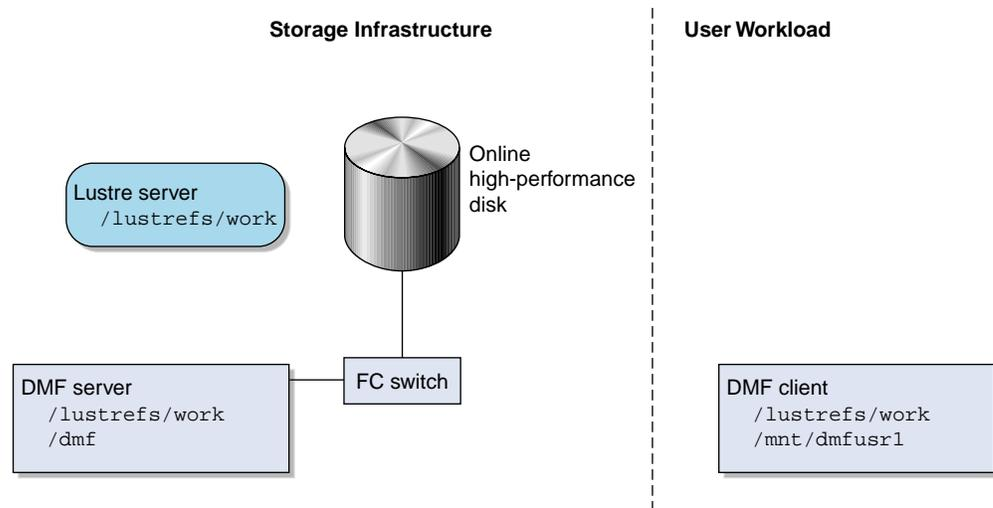 Storage Infrastructure
User Workload
Online
high-performance
disk
Lustre server
/lustrefs/work
DMF server
/lustrefs/work
/dmf
FC switch
DMF client
/lustrefs/work
/mnt/dmfusr1